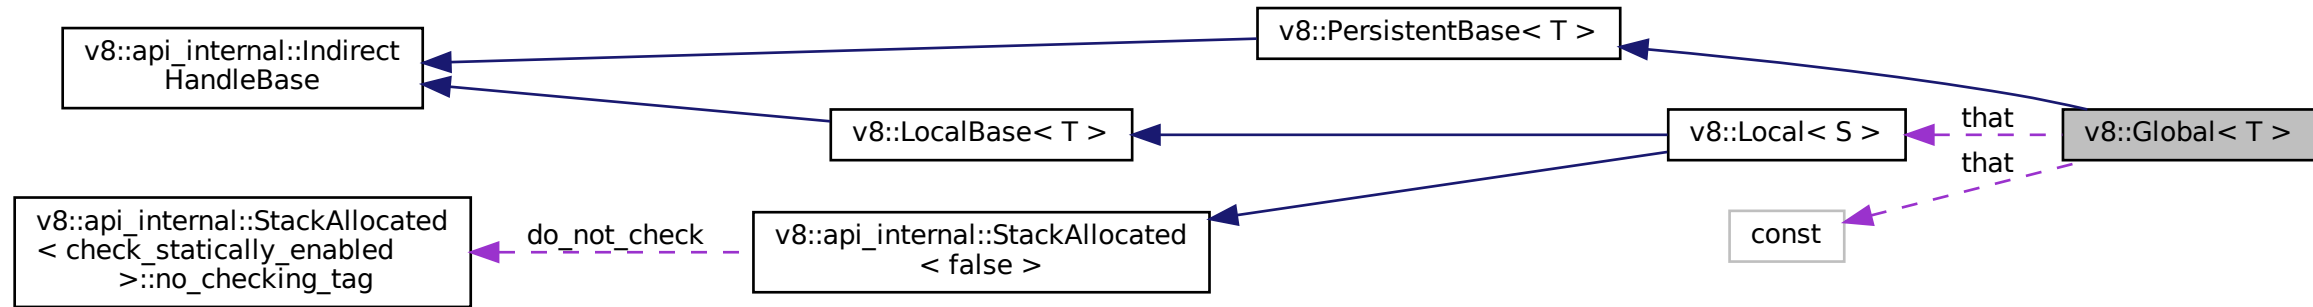 v8::api_internal::Indirect
HandleBase
v8::PersistentBase< T >
v8::LocalBase< T >
v8::Local< S >
that
v8::Global< T >
that
v8::api_internal::StackAllocated
< check_statically_enabled
>::no_checking_tag
do_not_check
v8::api_internal::StackAllocated
< false >
const